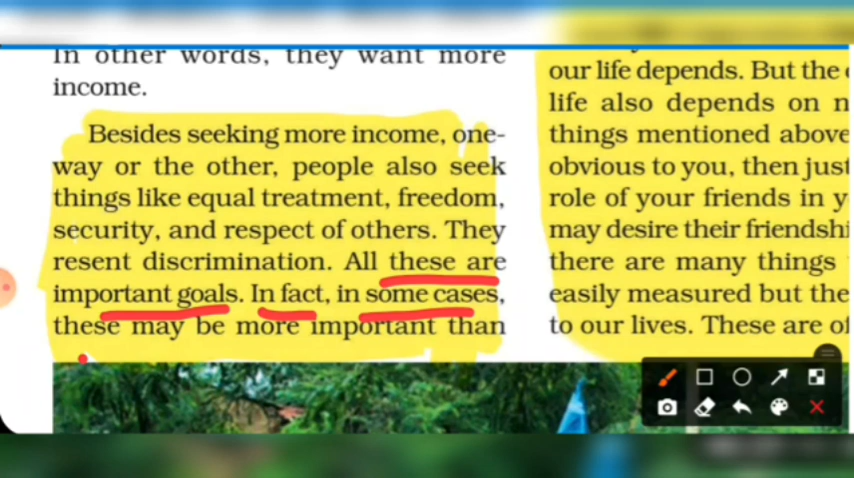 In other words, they want more
income.
Besides seeking more income, one-
way or the other, people also seek
things like equal treatment, freedom,
security, and respect of others. They
resent discrimination. All these are
important goals. In fact, in some cases,
these may be more important than
our life depends. But the
life also depends on
things mentioned above
obvious to you, then just
role of your friends in
may desire their
there are many things
easily measured but
to our lives. These are